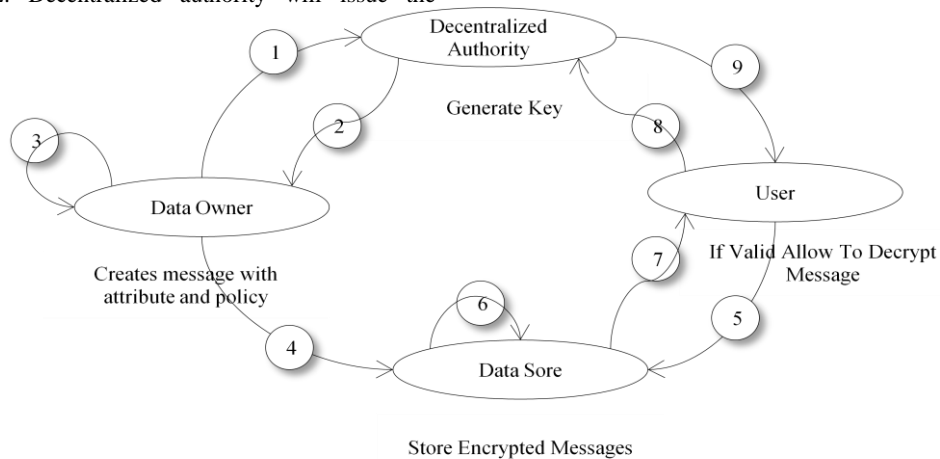 Decentralized authority will issue the
Decentralized
Authority
1
9
Generate Key
2
8
3
Data Owner
User
Creates message with
attribute and policy
If Valid Allow To Decrypt
Message
7
6
5
4
Data Sore
Store Encrypted Messages